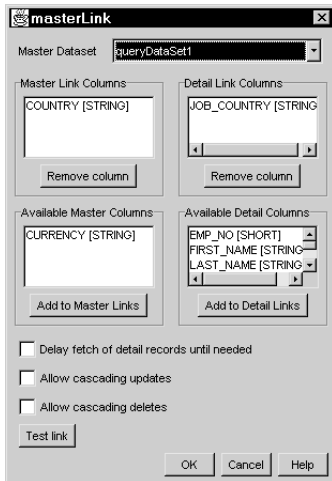 masterLink
Master Dataset queryDataSet1
Master Link Columns
COUNTRY [STRING]
Remove column
Detail Link Columns
JOB_COUNTRY [STRING
Remove column
Available Master Columns
CURRENCY [STRING]
Add to Master Links
Available Detail Columns
EMP_NO [SHORT]
FIRST_NAME [STRING
LAST_NAME [STRING
Add to Detail Links
Delay fetch of detail records until needed
Allow cascading updates
Allow cascading deletes
Test link
OK Cancel Help